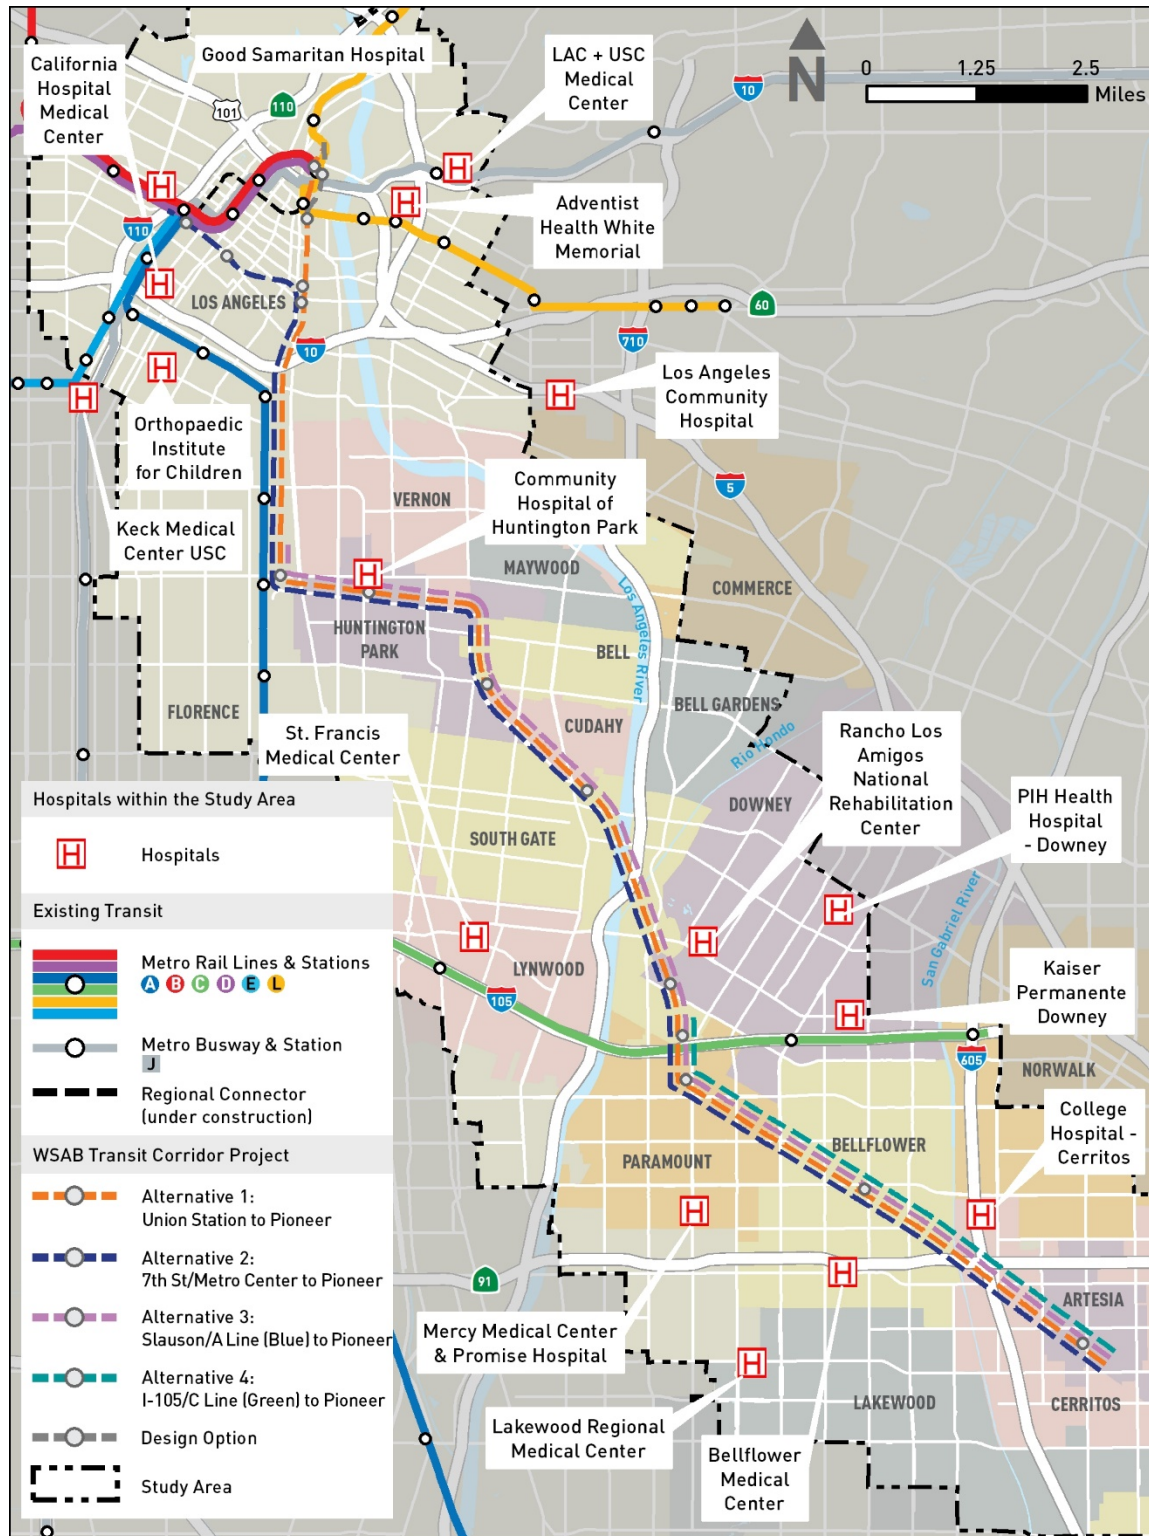 California
Hospital
Medical
Center
Good Samaritan Hospital
LAC + USC
Medical
Center
N
0 1.25 2.5
Miles
101
110
10
H
H
H
Adventist
Health White
Memorial
110
H
LOS ANGELES
60
10
710
H
H
H
Los Angeles
Community
Hospital
Orthopaedic
Institute
for Children
Keck Medical
Center USC
VERNON
Community
Hospital of
Huntington Park
5
H
MAYWOOD
COMMERCE
Los Angeles River
HUNTINGTON
PARK
BELL
BELL GARDENS
FLORENCE
CUDAHY
Rio Hondo
St. Francis
Medical Center
Rancho Los
Amigos
National
Rehabilitation
Center
DOWNEY
PIH Health
Hospital
- Downey
SOUTH GATE
H
H
H
San Gabriel River
LYNWOOD
105
Kaiser
Permanente
Downey
H
605
NORWALK
College
Hospital -
Cerritos
BELLFLOWER
PARAMOUNT
H
H
91
H
ARTESIA
Mercy Medical Center
& Promise Hospital
H
LAKEWOOD
CERRITOS
Lakewood Regional
Medical Center
Bellflower
Medical
Center
Hospitals within the Study Area
H Hospitals
Existing Transit
Metro Rail Lines & Stations
A B C D E L
Metro Busway & Station
J
Regional Connector
(under construction)
WSAB Transit Corridor Project
Alternative 1:
Union Station to Pioneer
Alternative 2:
7th St/Metro Center to Pioneer
Alternative 3:
Slauson/A Line (Blue) to Pioneer
Alternative 4:
I-105/C Line (Green) to Pioneer
Design Option
Study Area